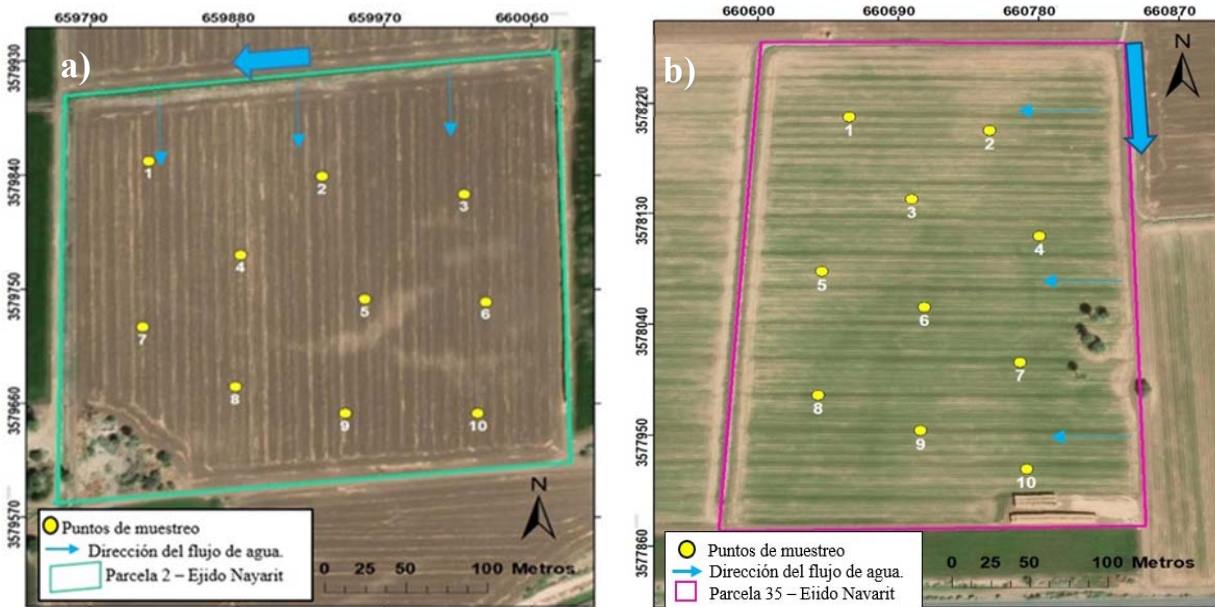 659790 659880 659970 660060
a)
3579930
3579840
3579750
3579660
3579570
1
2
3
4
5
6
7
8
9
10
N
Puntos de muestreo
Dirección del flujo de agua.
Parcela 2 – Ejido Nayarit
0 25 50 100 Metros
660600 660690 660780 660870
b)
N
3578220
3578130
3578040
3577950
3577860
1
2
3
4
5
6
7
8
9
10
Puntos de muestreo
Dirección del flujo de agua.
Parcela 35 – Ejido Nayarit
0 25 50 100 Metros